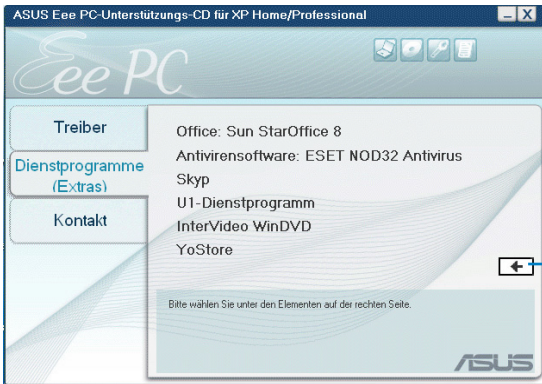 ASUS Eee PC-Unterstützungs-CD für XP Home/Professional
Eee PC
Treiber
Dienstprogramme
(Extras)
Kontakt
Office: Sun StarOffice 8
Antivirensoftware: ESET NOD32 Antivirus
Skyp
U1-Dienstprogramm
InterVideo WinDVD
YoStore
Bitte wählen Sie unter den Elementen auf der rechten Seite.
ASUS